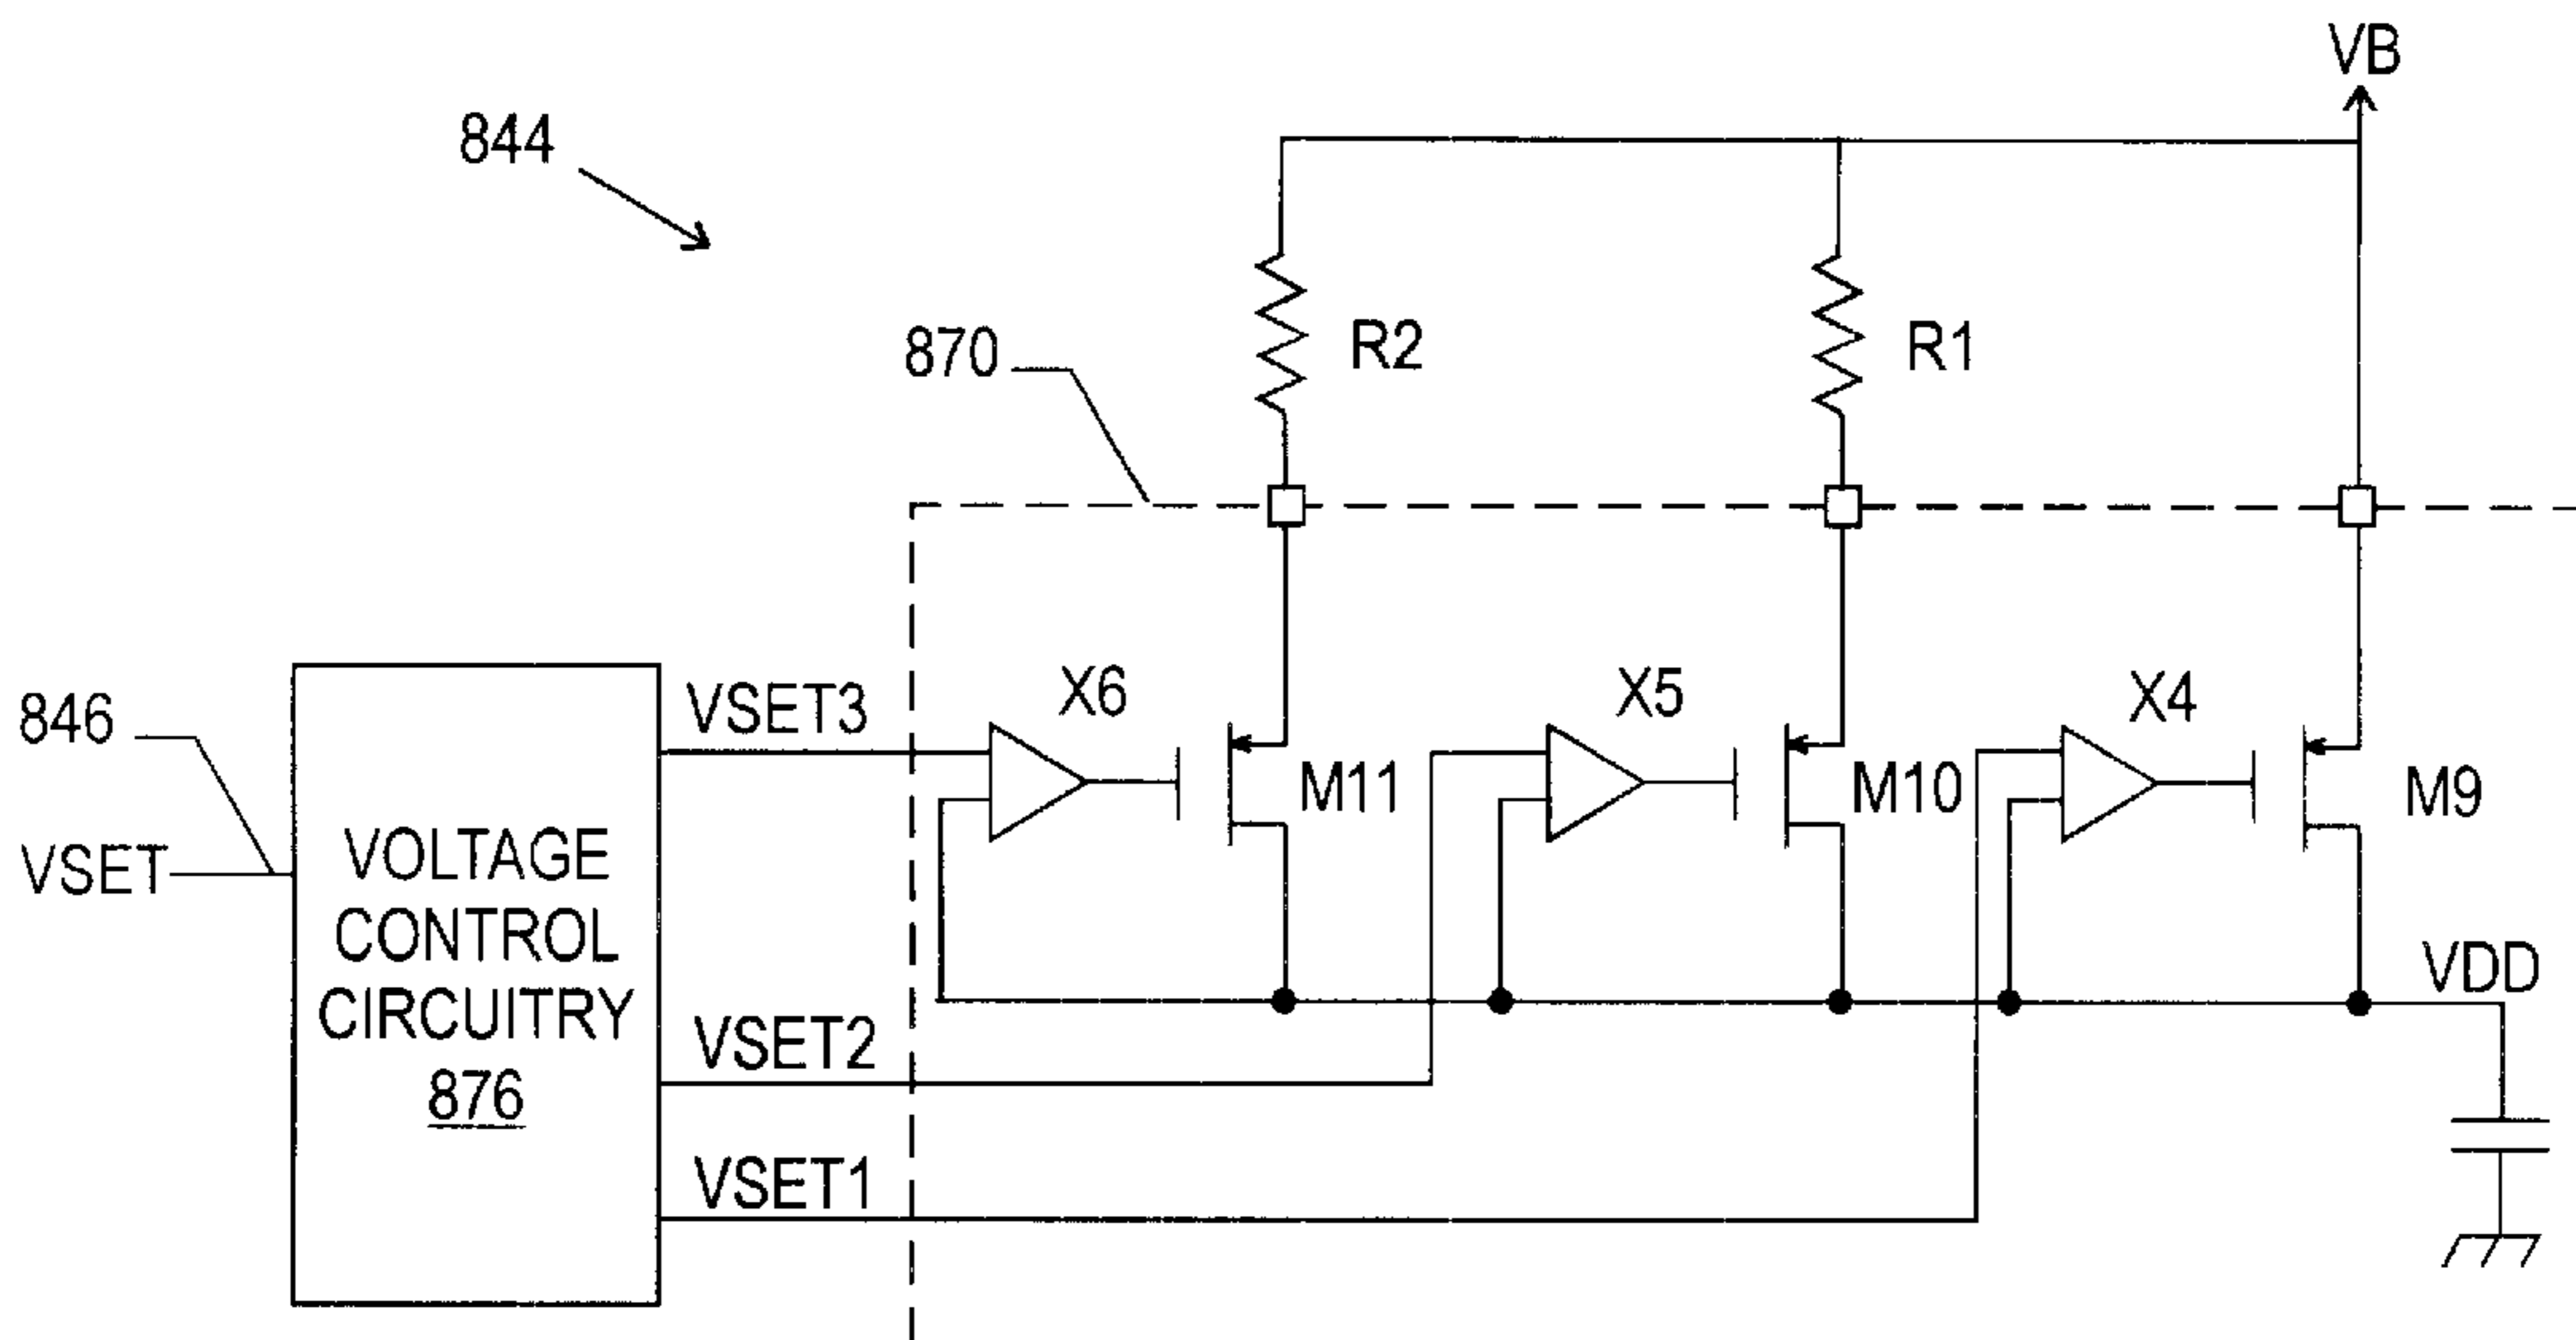 VB
844
870
R2
R1
846
VSET3
X6
X5
X4
M11
M10
M9
VSET
VOLTAGE
CONTROL
CIRCUITRY
876
VDD
VSET2
VSET1